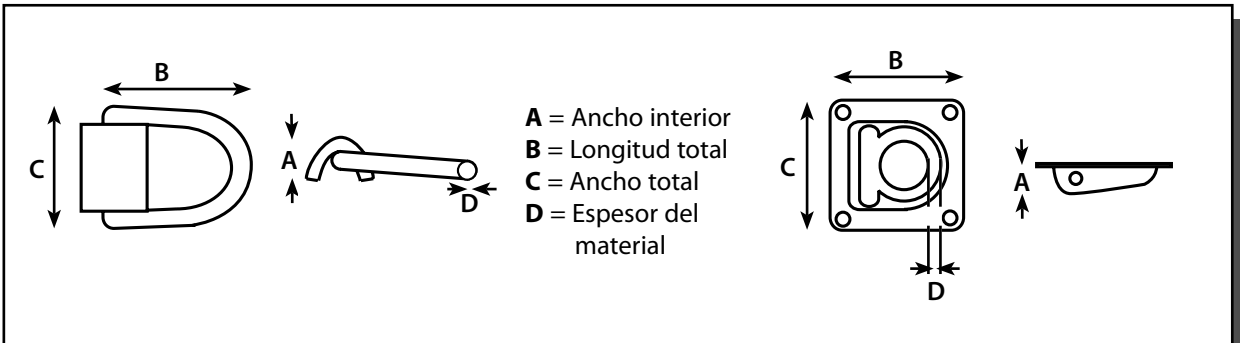 B
C
A
D
A = Ancho interior
B = Longitud total
C = Ancho total
D = Espesor del
material
B
C
A
D